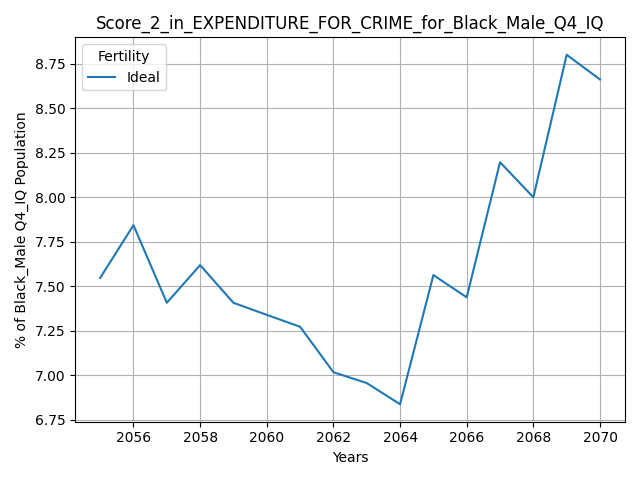 Score_2_in_EXPENDITURE_FOR_CRIME_for_Black_Male_Q4_IQ
Fertility
Ideal
% of Black_Male Q4_IQ Population
8.75
8.50
8.25
8.00
7.75
7.50
7.25
7.00
6.75
2056 2058 2060 2062 2064 2066 2068 2070
Years